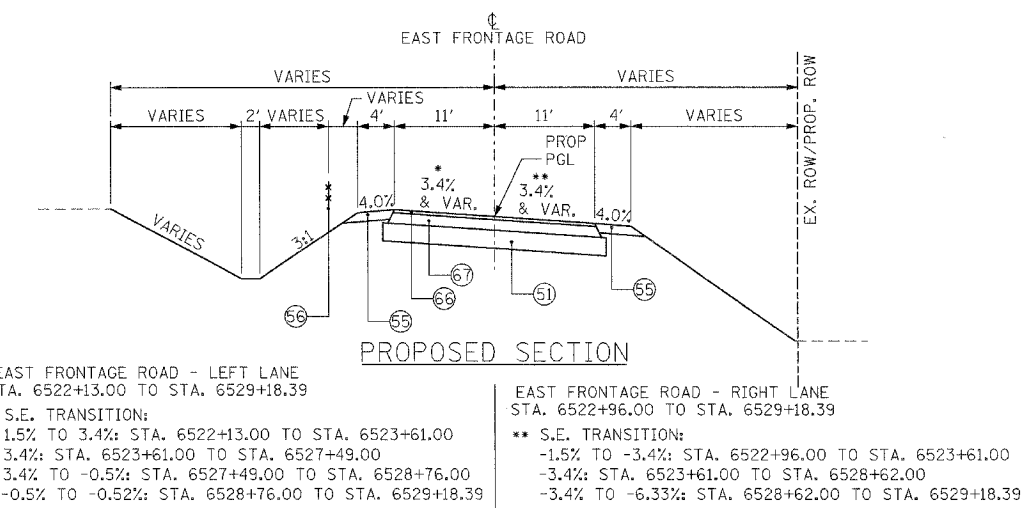 ℄
EAST FRONTAGE ROAD
VARIES VARIES
VARIES
VARIES 2' VARIES 4' 11' 11' 4' VARIES
EX. ROW/PROP. ROW
PROP
PGL
*
3.4%
& VAR.
**
3.4%
& VAR.
4.0%
4.0%
VARIES
3:1
67
51
55
66
56
55
PROPOSED SECTION
EAST FRONTAGE ROAD - LEFT LANE
STA. 6522+13.00 TO STA. 6529+18.39
S.E. TRANSITION:
1.5% TO 3.4%: STA. 6522+13.00 TO STA. 6523+61.00
3.4%: STA. 6523+61.00 TO STA. 6527+49.00
3.4% TO -0.5%: STA. 6527+49.00 TO STA. 6528+76.00
-0.5% TO -0.52%: STA. 6528+76.00 TO STA. 6529+18.39
EAST FRONTAGE ROAD - RIGHT LANE
STA. 6522+96.00 TO STA. 6529+18.39
** S.E. TRANSITION:
-1.5% TO -3.4%: STA. 6522+96.00 TO STA. 6523+61.00
-3.4%: STA. 6523+61.00 TO STA. 6528+62.00
-3.4% TO -6.33%: STA. 6528+62.00 TO STA. 6529+18.39